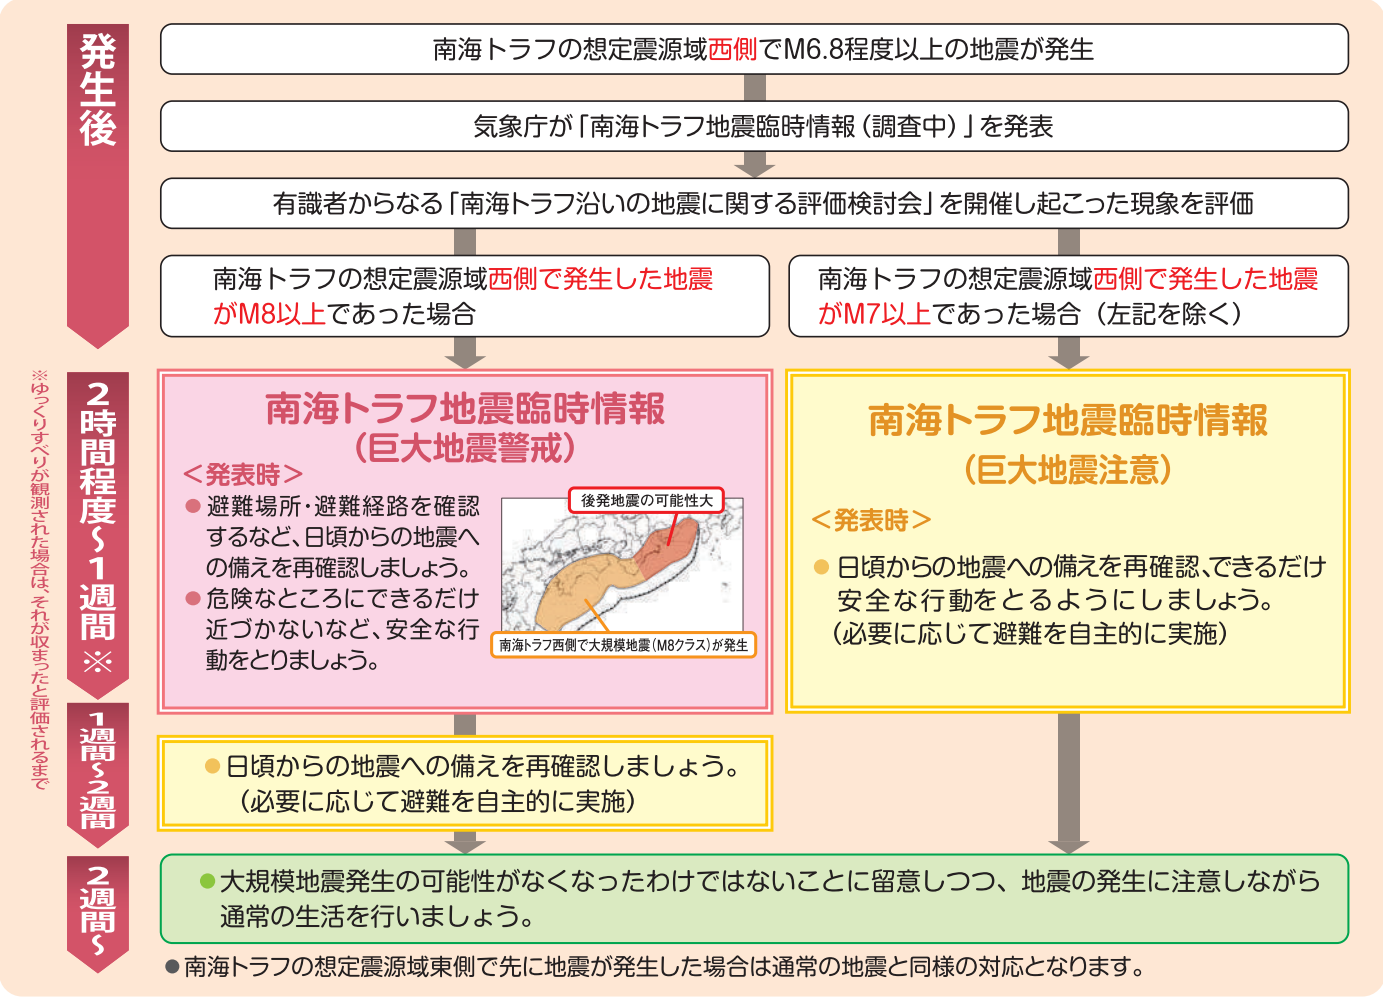 発生後
南海トラフの想定震源域西側でM6.8程度以上の地震が発生
気象庁が「南海トラフ地震臨時情報（調査中）」を発表
有識者からなる「南海トラフ沿いの地震に関する評価検討会」を開催し起こった現象を評価
南海トラフの想定震源域西側で発生した地震
がM8以上であった場合
南海トラフの想定震源域西側で発生した地震
がM7以上であった場合（左記を除く）
2時間程度～1週間※
※ゆっくりすべりが観測された場合は、それが収まったと評価されるまで
南海トラフ地震臨時情報
（巨大地震警戒）
＜発表時＞
●避難場所・避難経路を確認
するなど、日頃からの地震へ
の備えを再確認しましょう。
●危険なところにできるだけ
近づかないなど、安全な行
動をとりましょう。
後発地震の可能性大
南海トラフ西側で大規模地震（M8クラス）が発生
南海トラフ地震臨時情報
（巨大地震注意）
＜発表時＞
●日頃からの地震への備えを再確認、できるだけ
安全な行動をとるようにしましょう。
（必要に応じて避難を自主的に実施）
1週間～2週間
●日頃からの地震への備えを再確認しましょう。
（必要に応じて避難を自主的に実施）
2週間～
●大規模地震発生の可能性がなくなったわけではないことに留意しつつ、地震の発生に注意しながら
通常の生活を行いましょう。
●南海トラフの想定震源域東側で先に地震が発生した場合は通常の地震と同様の対応となります。